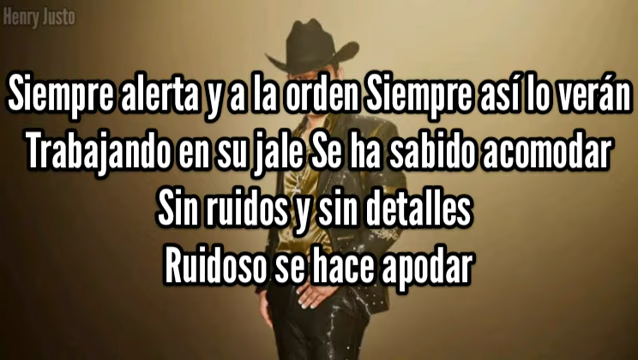 Henry Justo
Siempre alerta y a la orden Siempre así lo verán
Trabajando en su jale Se ha sabido acomodar
Sin ruidos y sin detalles
Ruidoso se hace apodar